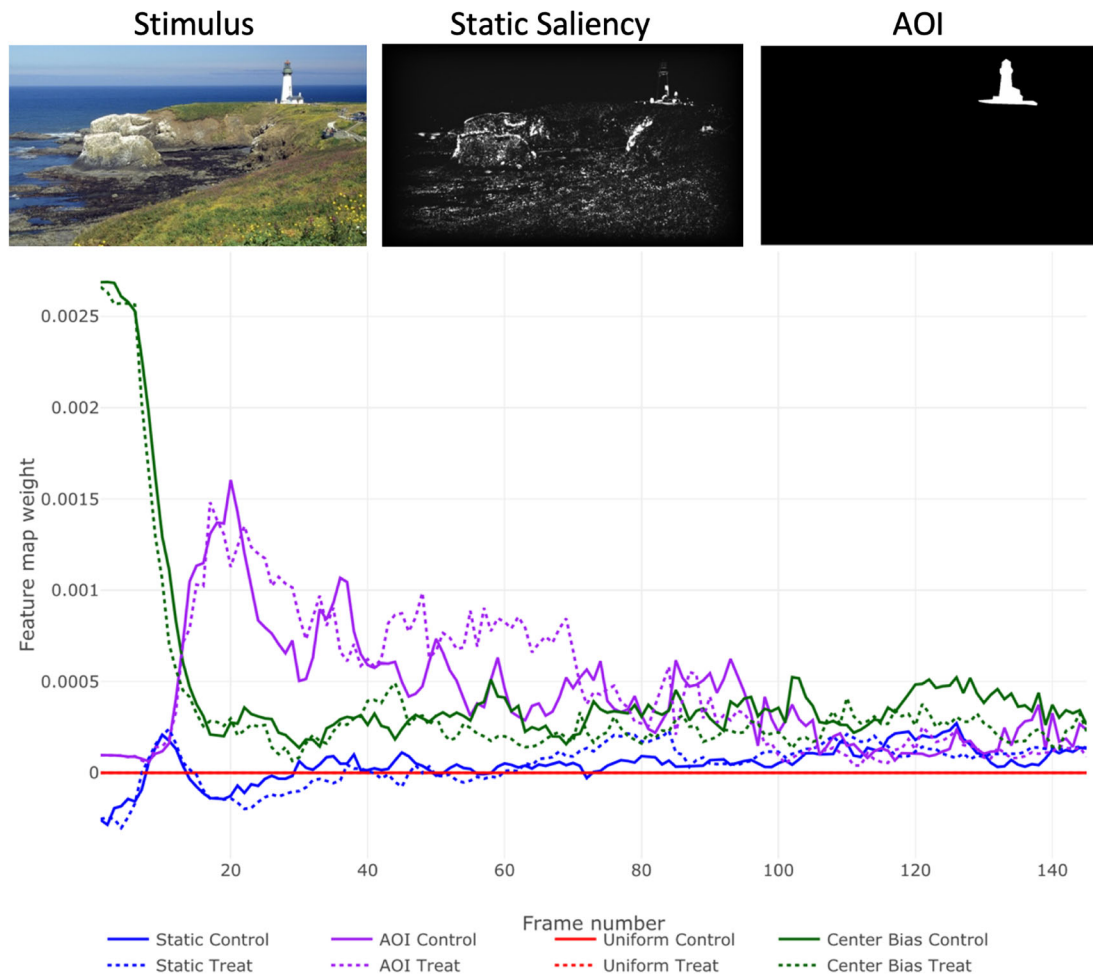 Stimulus Static Saliency AOI
0.0025
0.002
0.0015
0.001
0.0005
0
Feature map weight
20 40 60 80 100 120 140
Frame number
Static Control AOI Control Uniform Control Center Bias Control
Static Treat AOI Treat Uniform Treat Center Bias Treat